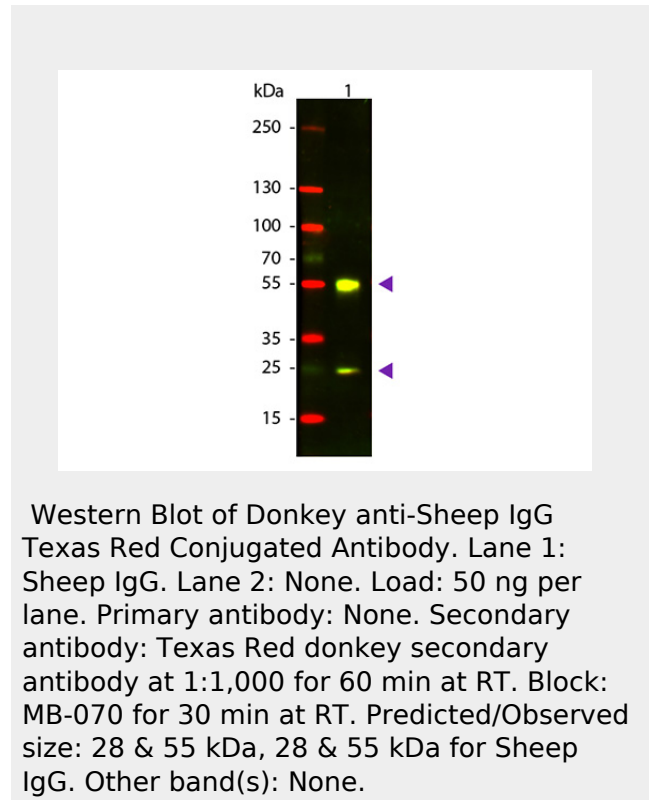 kDa 1
250 -
130 -
100 -
70 -
55 -
35 -
25 -
15 -
Western Blot of Donkey anti-Sheep IgG
Texas Red Conjugated Antibody. Lane 1:
Sheep IgG. Lane 2: None. Load: 50 ng per
lane. Primary antibody: None. Secondary
antibody: Texas Red donkey secondary
antibody at 1:1,000 for 60 min at RT. Block:
MB-070 for 30 min at RT. Predicted/Observed
size: 28 & 55 kDa, 28 & 55 kDa for Sheep
IgG. Other band(s): None.